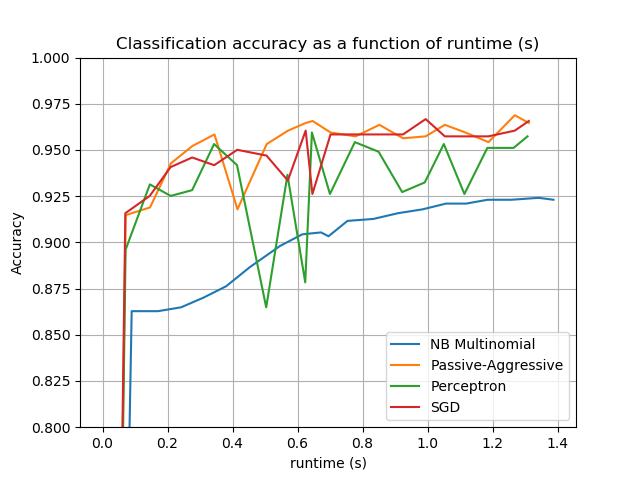 Classification accuracy as a function of runtime (s)
1.000
0.975
0.950
0.925
0.900
0.875
0.850
0.825
0.800
Accuracy
NB Multinomial
Passive-Aggressive
Perceptron
SGD
0.0 0.2 0.4 0.6 0.8 1.0 1.2 1.4
runtime (s)